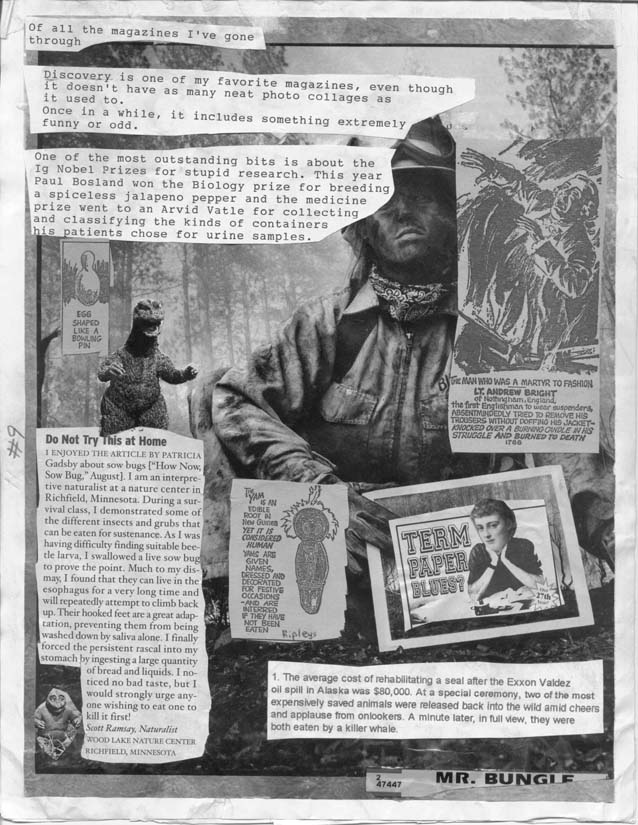 Of all the magazines I've gone
through
Discovery is one of my favorite magazines, even though
it doesn't have as many neat photo collages as
it used to.
Once in a while, it includes something extremely
funny or odd.
One of the most outstanding bits is about the
Ig Nobel Prizes for stupid research. This year
Paul Bosland won the Biology prize for breeding
a spiceless jalapeno pepper and the medicine
prize went to an Arvid Vatle for collecting
and classifying the kinds of containers
his patients chose for urine samples.
EGG
SHAPED
LIKE A
BOWLING
PIN
THE MAN WHO WAS A MARTYR TO FASHION
LT. ANDREW BRIGHT
of Nottingham, England,
the first Englishman to wear suspenders,
ABSENTMINDEDLY TRIED TO REMOVE HIS
TROUSERS WITHOUT DOFFING HIS JACKET-
KNOCKED OVER A BURNING CANDLE IN HIS
STRUGGLE AND BURNED TO DEATH
1786
#9
Do Not Try This at Home
I ENJOYED THE ARTICLE BY PATRICIA
Gadsby about sow bugs ["How Now,
Sow Bug," August]. I am an interpre-
tive naturalist at a nature center in
Richfield, Minnesota. During a sur-
vival class, I demonstrated some of
the different insects and grubs that
can be eaten for sustenance. As I was
having difficulty finding suitable bee-
tle larva, I swallowed a live sow bug
to prove the point. Much to my dis-
may, I found that they can live in the
esophagus for a very long time and
will repeatedly attempt to climb back
up. Their hooked feet are a great adap-
tation, preventing them from being
washed down by saliva alone. I finally
forced the persistent rascal into my
stomach by ingesting a large quantity
of bread and liquids. I no-
ticed no bad taste, but I
would strongly urge any-
one wishing to eat one to
kill it first!
Scott Ramsay, Naturalist
WOOD LAKE NATURE CENTER
RICHFIELD, MINNESOTA
THE
YAM
IS AN
EDIBLE
ROOT IN
New Guinea
YET IT IS
CONSIDERED
HUMAN
YAMS ARE
GIVEN
NAMES,
DRESSED AND
DECORATED
FOR FESTIVE
OCCASIONS
-AND ARE
INTERRED
IF THEY HAVE
NOT BEEN
EATEN
Ripleys
TERM
PAPER
BLUES?
27th
1. The average cost of rehabilitating a seal after the Exxon Valdez
oil spill in Alaska was $80,000. At a special ceremony, two of the most
expensively saved animals were released back into the wild amid cheers
and applause from onlookers. A minute later, in full view, they were
both eaten by a killer whale.
2
47447
MR. BUNGLE